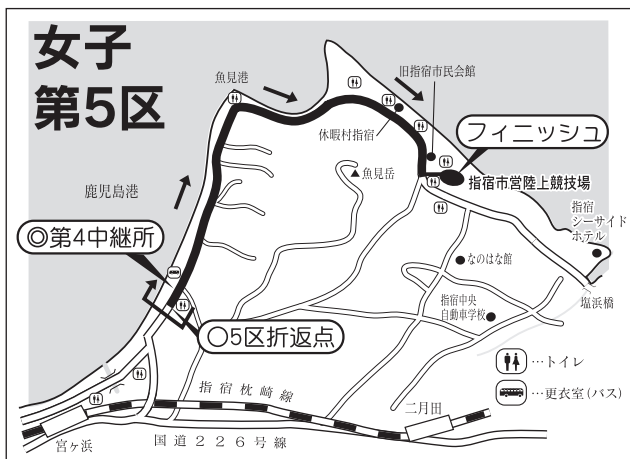 女子
第5区
魚見港
旧指宿市民会館
休暇村指宿
フィニッシュ
指宿市営陸上競技場
▲魚見岳
鹿児島港
指宿
シーサイド
ホテル
◎第4中継所
なのはな館
塩浜橋
指宿中央
自動車学校
○5区折返点
…トイレ
…更衣室(バス)
指宿枕崎線
二月田
宮ヶ浜
国道226号線